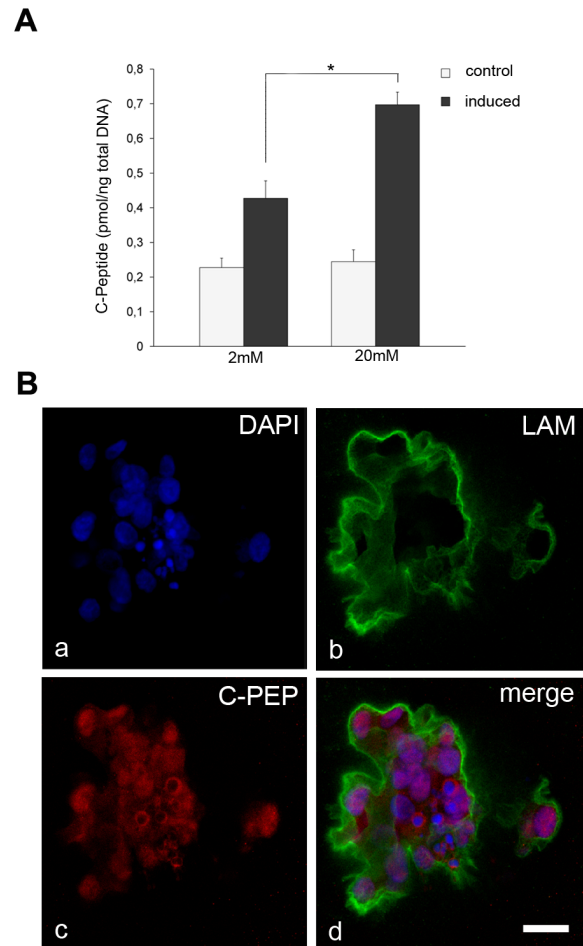 A
C-Peptide (pmol/ng total DNA)
0,8
0,7
0,6
0,5
0,4
0,3
0,2
0,1
0
*
control
induced
2mM
20mM
B
DAPI
a
LAM
b
C-PEP
c
merge
d